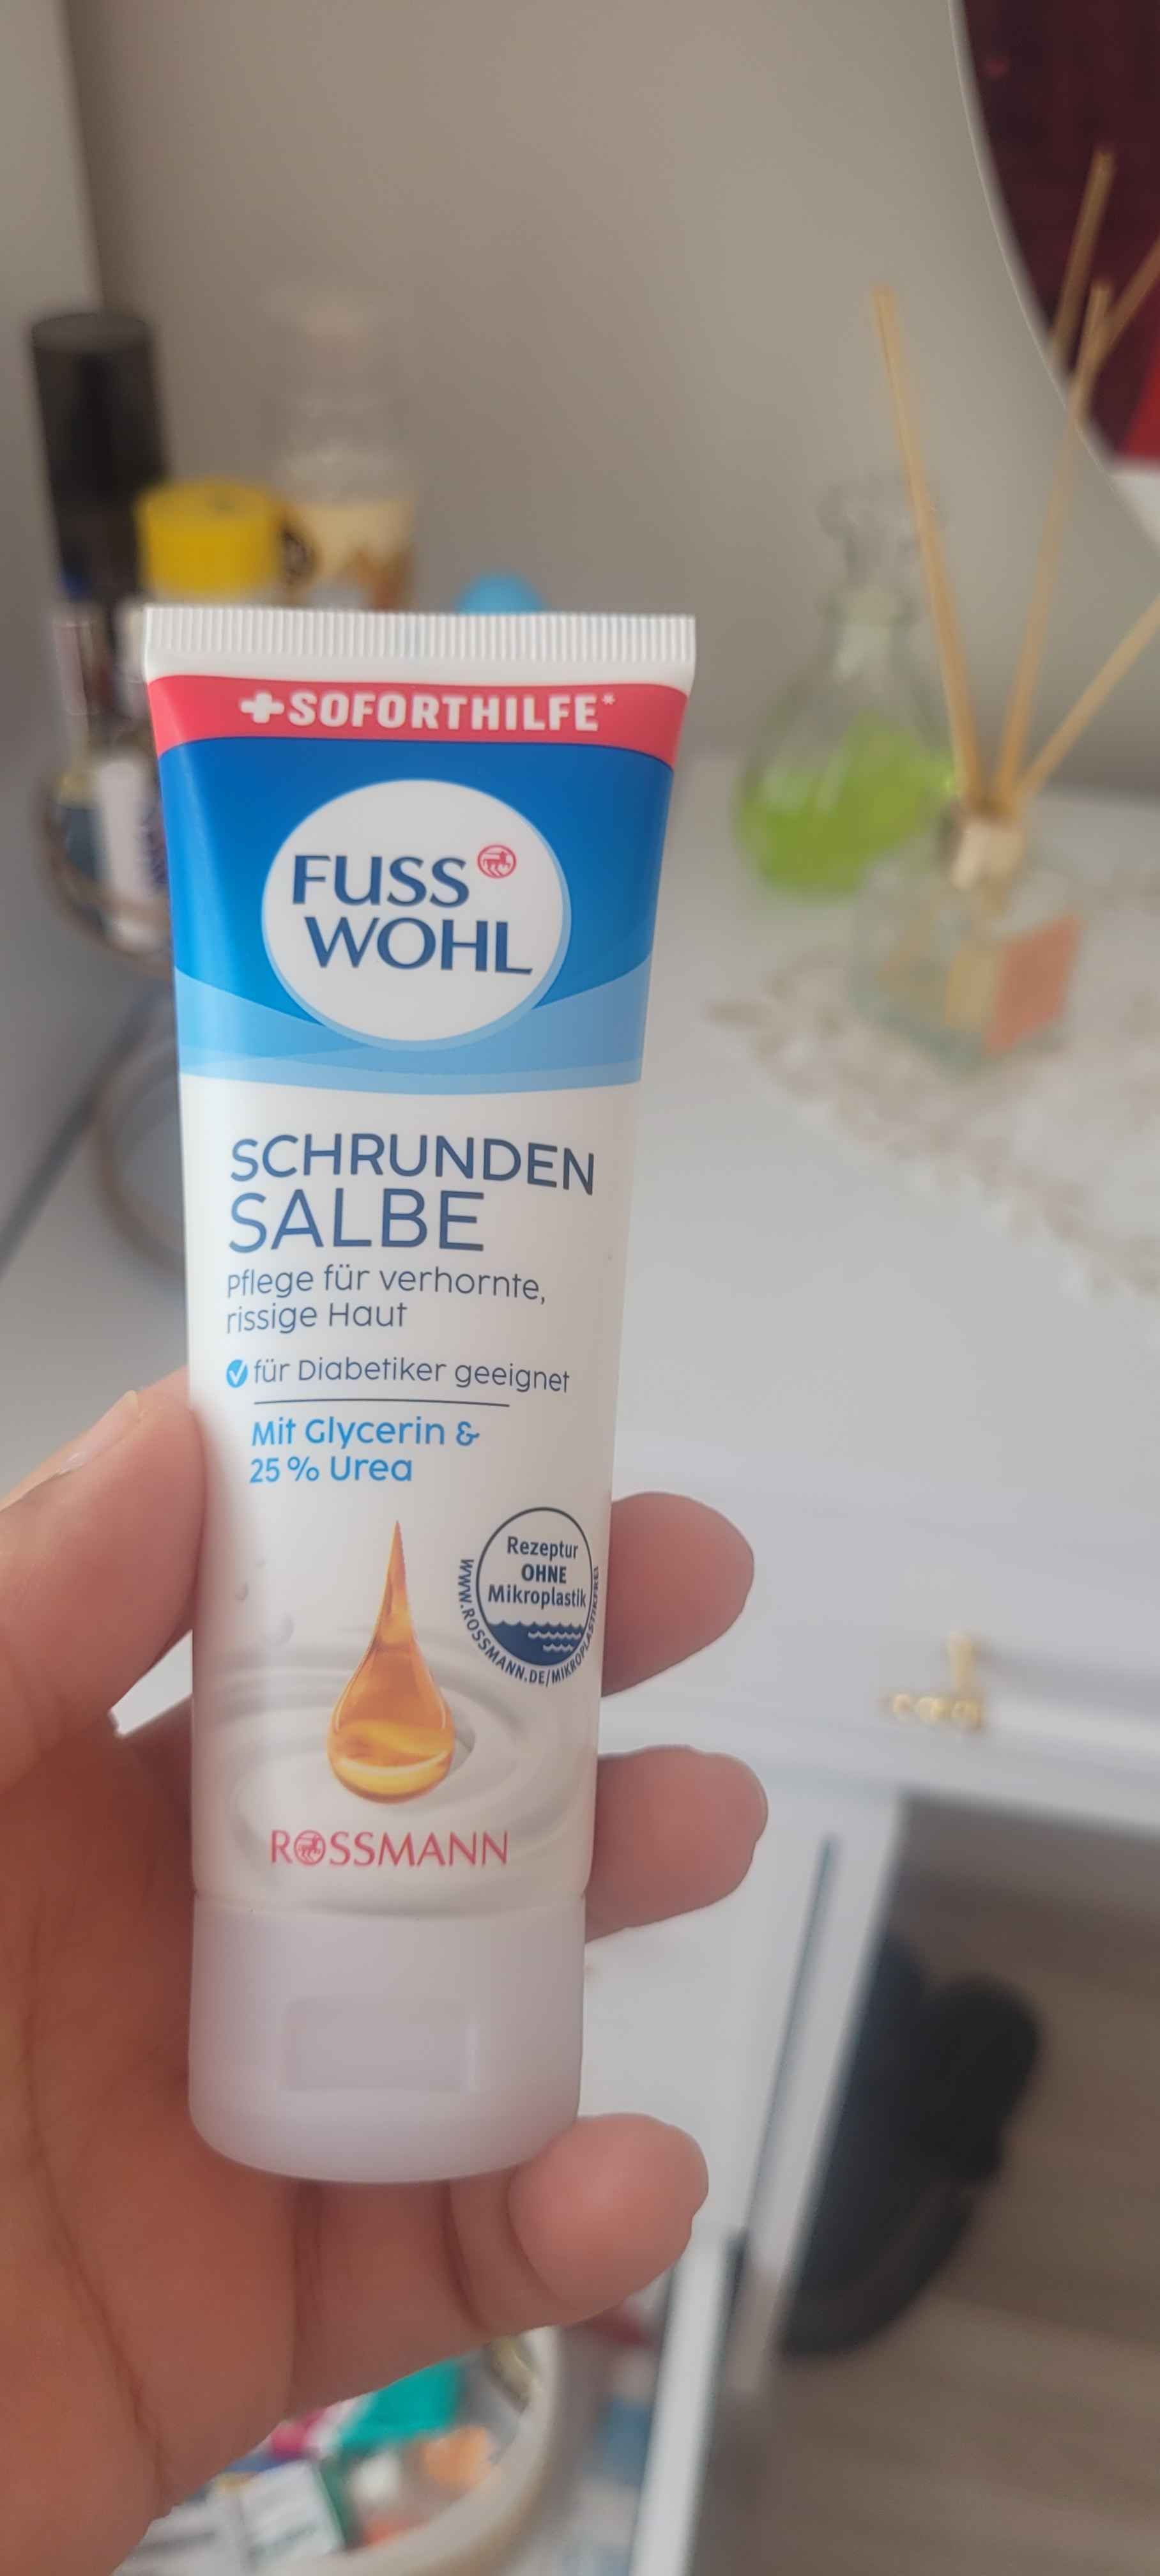 +SOFORTHILFE*
FUSS
WOHL
SCHRUNDEN
SALBE
Pflege für verhornte,
rissige Haut
für Diabetiker geeignet
Mit Glycerin &
25 % Urea
Rezeptur
OHNE
Mikroplastik
WWW.ROSSMANN.DE/MIKROPLASTIKFREI
ROSSMANN